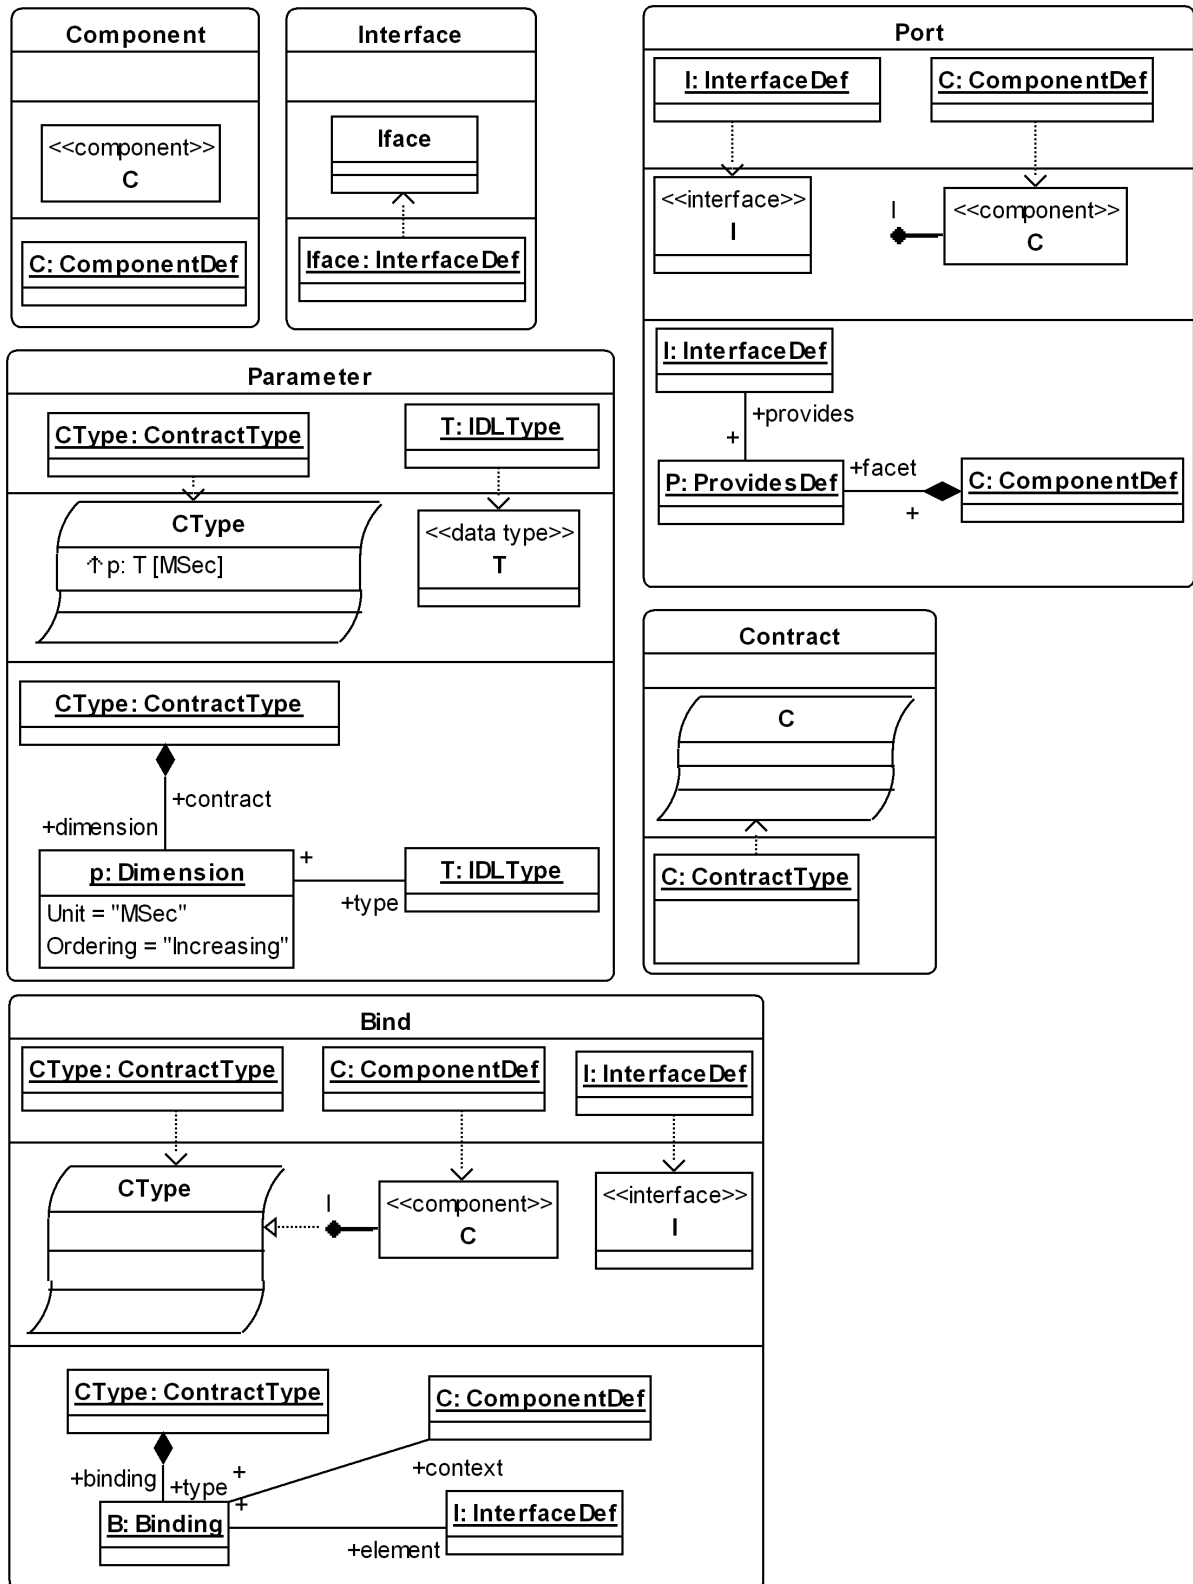 Component
<<component>>
C
C: ComponentDef
Interface
Iface
Iface: InterfaceDef
Port
I: InterfaceDef
C: ComponentDef
<<interface>>
I
I
<<component>>
C
I: InterfaceDef
+provides
+
P: ProvidesDef
+facet
+
C: ComponentDef
Parameter
CType: ContractType
T: IDLType
CType
↑ p: T [MSec]
<<data type>>
T
CType: ContractType
+contract
+dimension
p: Dimension
Unit = "MSec"
Ordering = "Increasing"
+
+type
T: IDLType
Contract
C
C: ContractType
Bind
CType: ContractType
C: ComponentDef
I: InterfaceDef
CType
I
<<component>>
C
<<interface>>
I
CType: ContractType
C: ComponentDef
+binding
+type
+
+context
+
B: Binding
I: InterfaceDef
+element